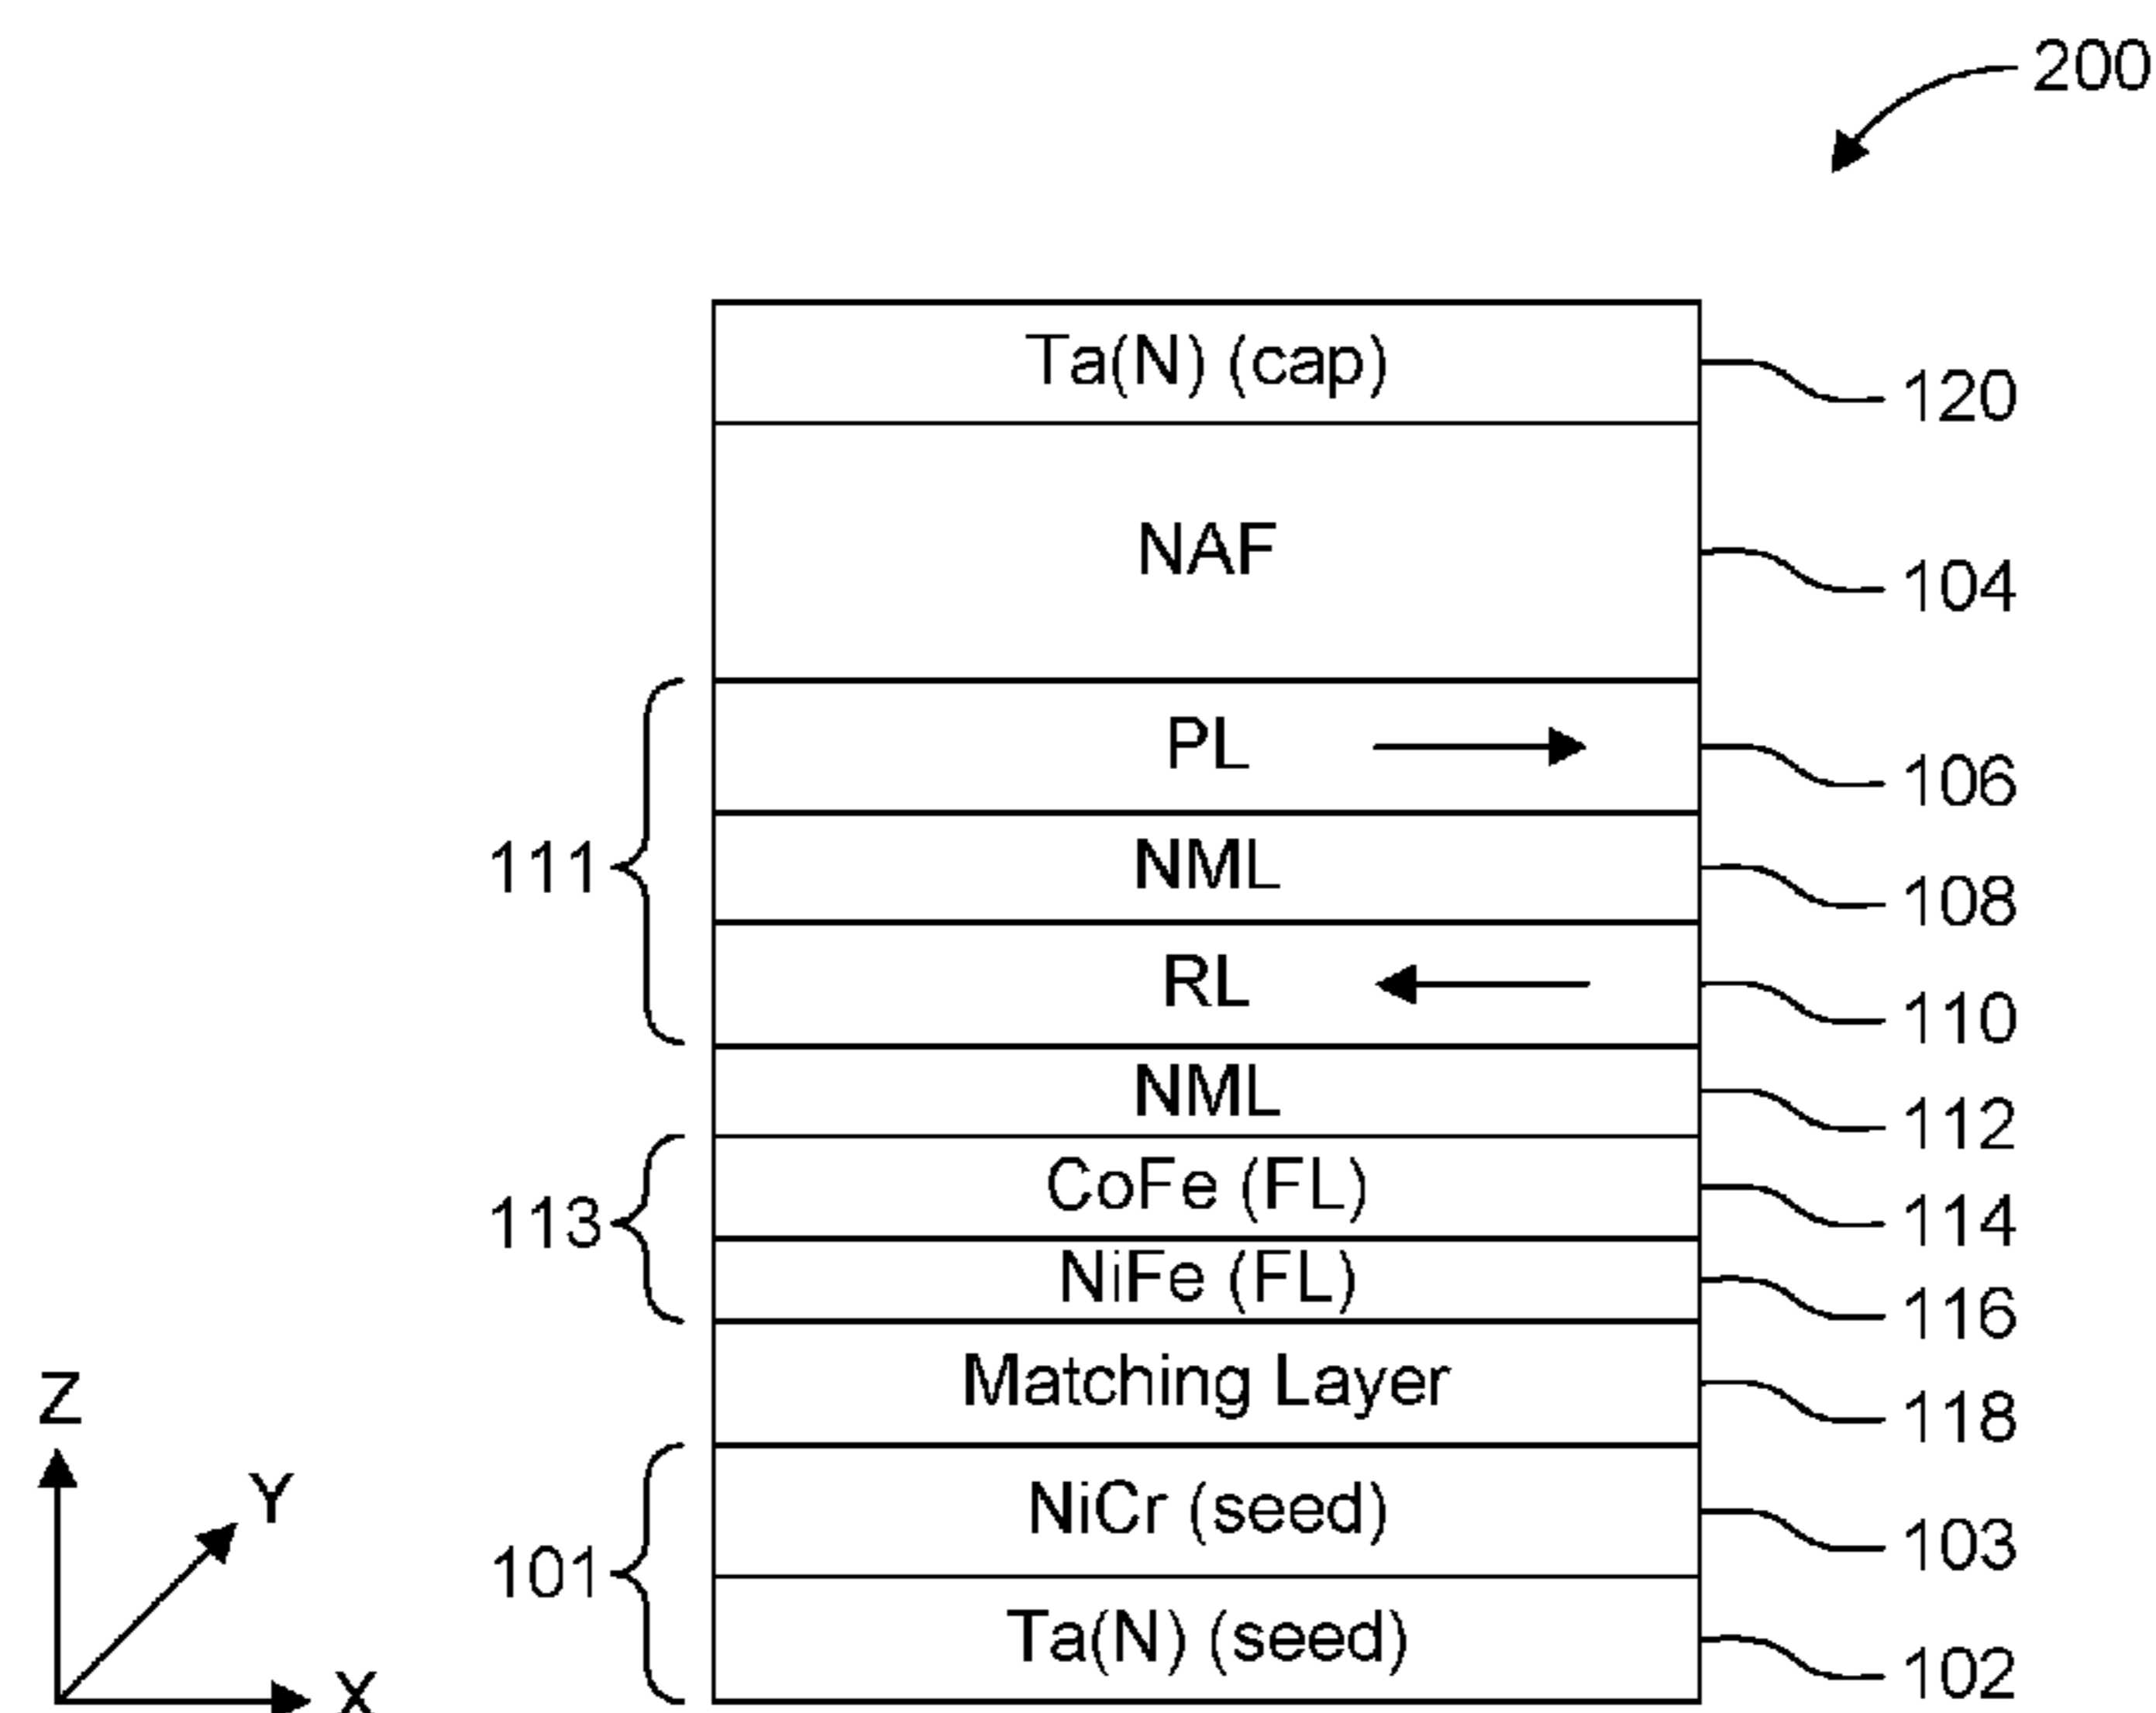 200
Ta(N) (cap)
120
NAF
104
PL
106
111
NML
108
RL
110
NML
112
CoFe (FL)
114
113
NiFe (FL)
116
Matching Layer
118
Z
Y
NiCr (seed)
103
101
Ta(N) (seed)
102
X